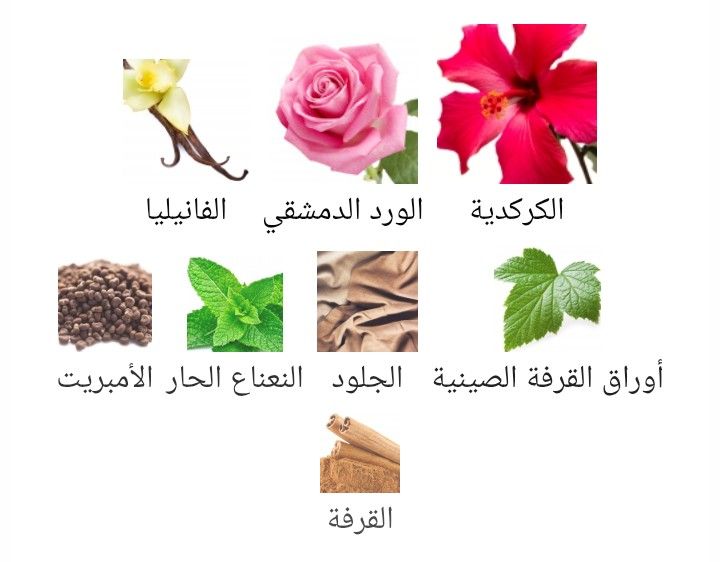 الكركدية الورد الدمشقي الفانيليا
أوراق القرفة الصينية الجلود النعناع الحار الأمبريت
القرفة